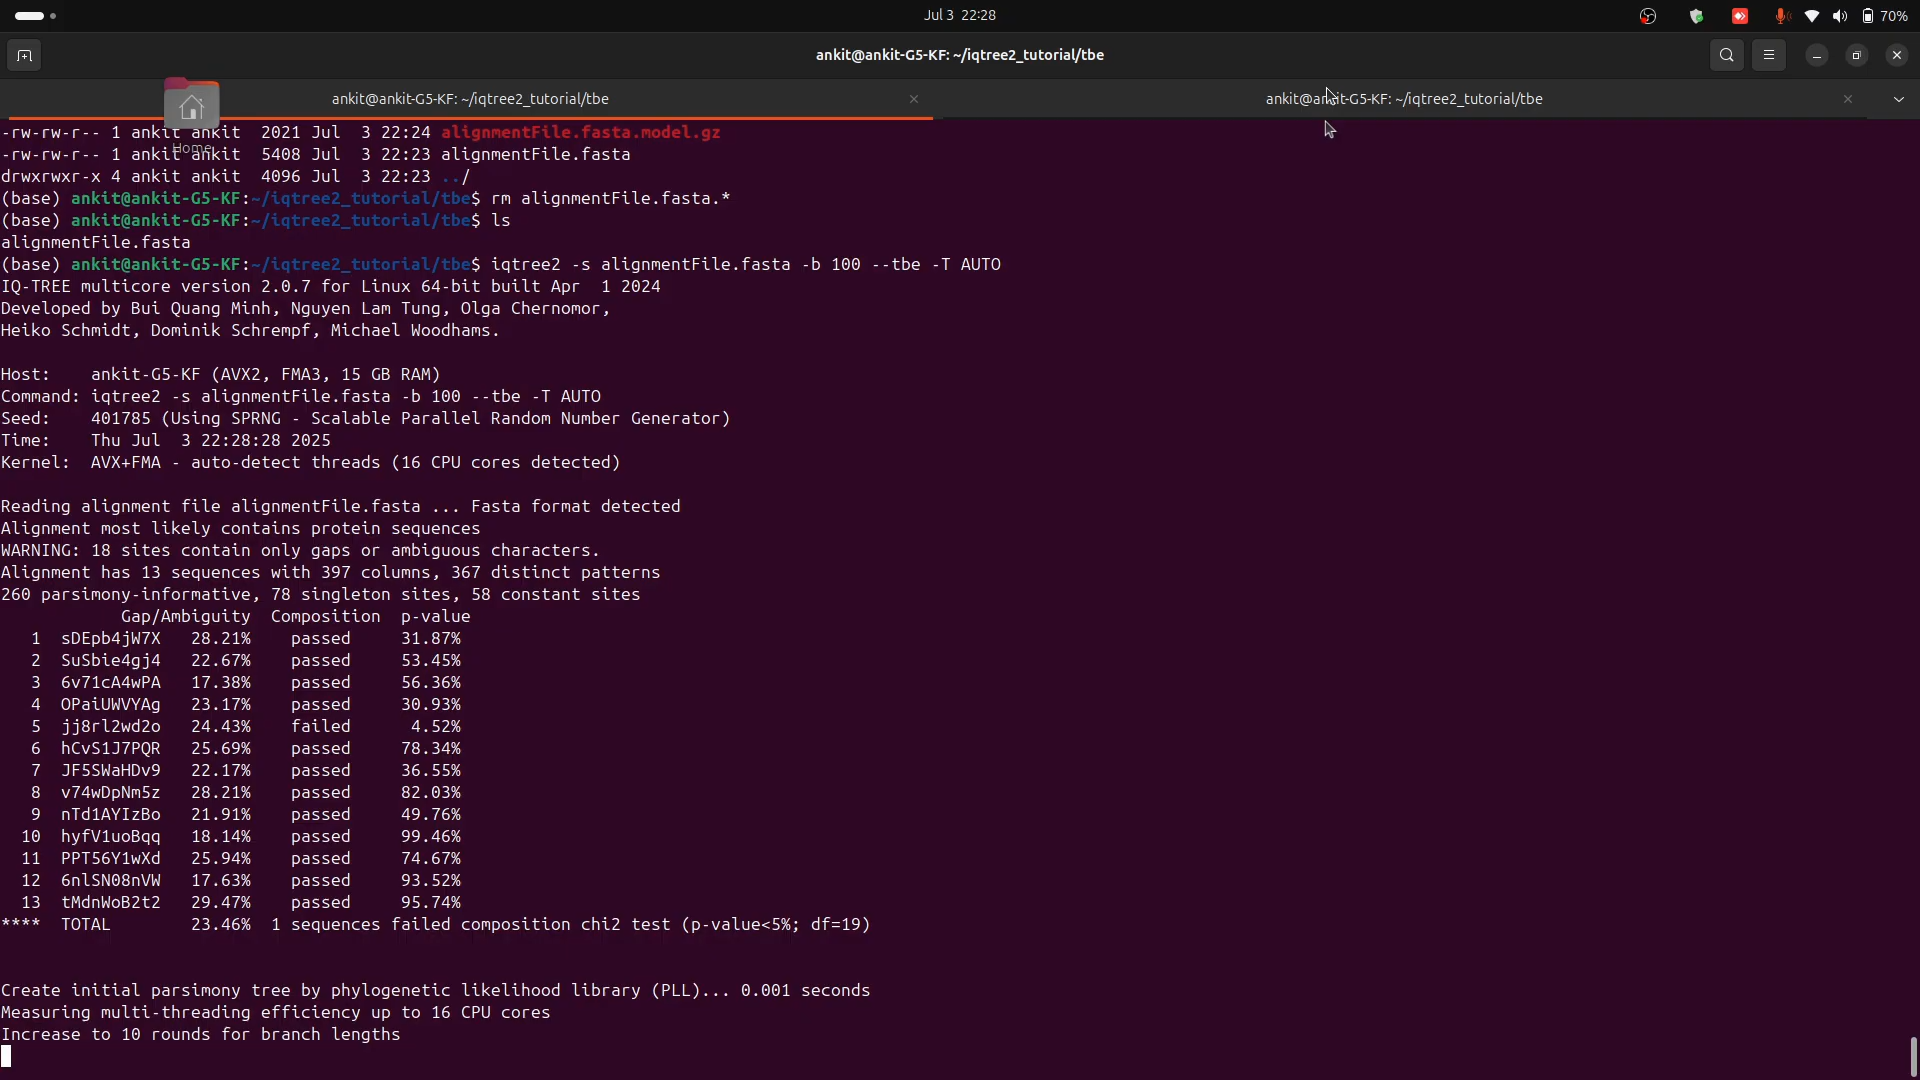 Jul 3 22:28
70%
ankit@ankit-G5-KF: ~/iqtree2_tutorial/tbe
ankit@ankit-G5-KF: ~/iqtree2_tutorial/tbe
ankit@ankit-G5-KF: ~/iqtree2_tutorial/tbe
-rw-rw-r-- 1 ankit ankit  2021 Jul  3 22:24 alignmentFile.fasta.model.gz
Home
-rw-rw-r-- 1 ankit ankit  5408 Jul  3 22:23 alignmentFile.fasta
drwxrwxr-x 4 ankit ankit  4096 Jul  3 22:23 ../
(base) ankit@ankit-G5-KF:~/iqtree2_tutorial/tbe$ rm alignmentFile.fasta.*
(base) ankit@ankit-G5-KF:~/iqtree2_tutorial/tbe$ ls
alignmentFile.fasta
(base) ankit@ankit-G5-KF:~/iqtree2_tutorial/tbe$ iqtree2 -s alignmentFile.fasta -b 100 --tbe -T AUTO
IQ-TREE multicore version 2.0.7 for Linux 64-bit built Apr  1 2024
Developed by Bui Quang Minh, Nguyen Lam Tung, Olga Chernomor,
Heiko Schmidt, Dominik Schrempf, Michael Woodhams.
Host:    ankit-G5-KF (AVX2, FMA3, 15 GB RAM)
Command: iqtree2 -s alignmentFile.fasta -b 100 --tbe -T AUTO
Seed:    401785 (Using SPRNG - Scalable Parallel Random Number Generator)
Time:    Thu Jul  3 22:28:28 2025
Kernel:  AVX+FMA - auto-detect threads (16 CPU cores detected)
Reading alignment file alignmentFile.fasta ... Fasta format detected
Alignment most likely contains protein sequences
WARNING: 18 sites contain only gaps or ambiguous characters.
Alignment has 13 sequences with 397 columns, 367 distinct patterns
260 parsimony-informative, 78 singleton sites, 58 constant sites
Gap/Ambiguity  Composition  p-value
1  sDEpb4jW7X   28.21%    passed     31.87%
2  SuSbie4gj4   22.67%    passed     53.45%
3  6v71cA4wPA   17.38%    passed     56.36%
4  OPaiUWVYAg   23.17%    passed     30.93%
5  jj8rl2wd2o   24.43%    failed      4.52%
6  hCvS1J7PQR   25.69%    passed     78.34%
7  JF5SWaHDv9   22.17%    passed     36.55%
8  v74wDpNm5z   28.21%    passed     82.03%
9  nTd1AYIzBo   21.91%    passed     49.76%
10  hyfV1uoBqq   18.14%    passed     99.46%
11  PPT56Y1wXd   25.94%    passed     74.67%
12  6nlSN08nVW   17.63%    passed     93.52%
13  tMdnWoB2t2   29.47%    passed     95.74%
****  TOTAL        23.46%  1 sequences failed composition chi2 test (p-value<5%; df=19)
Create initial parsimony tree by phylogenetic likelihood library (PLL)... 0.001 seconds
Measuring multi-threading efficiency up to 16 CPU cores
Increase to 10 rounds for branch lengths